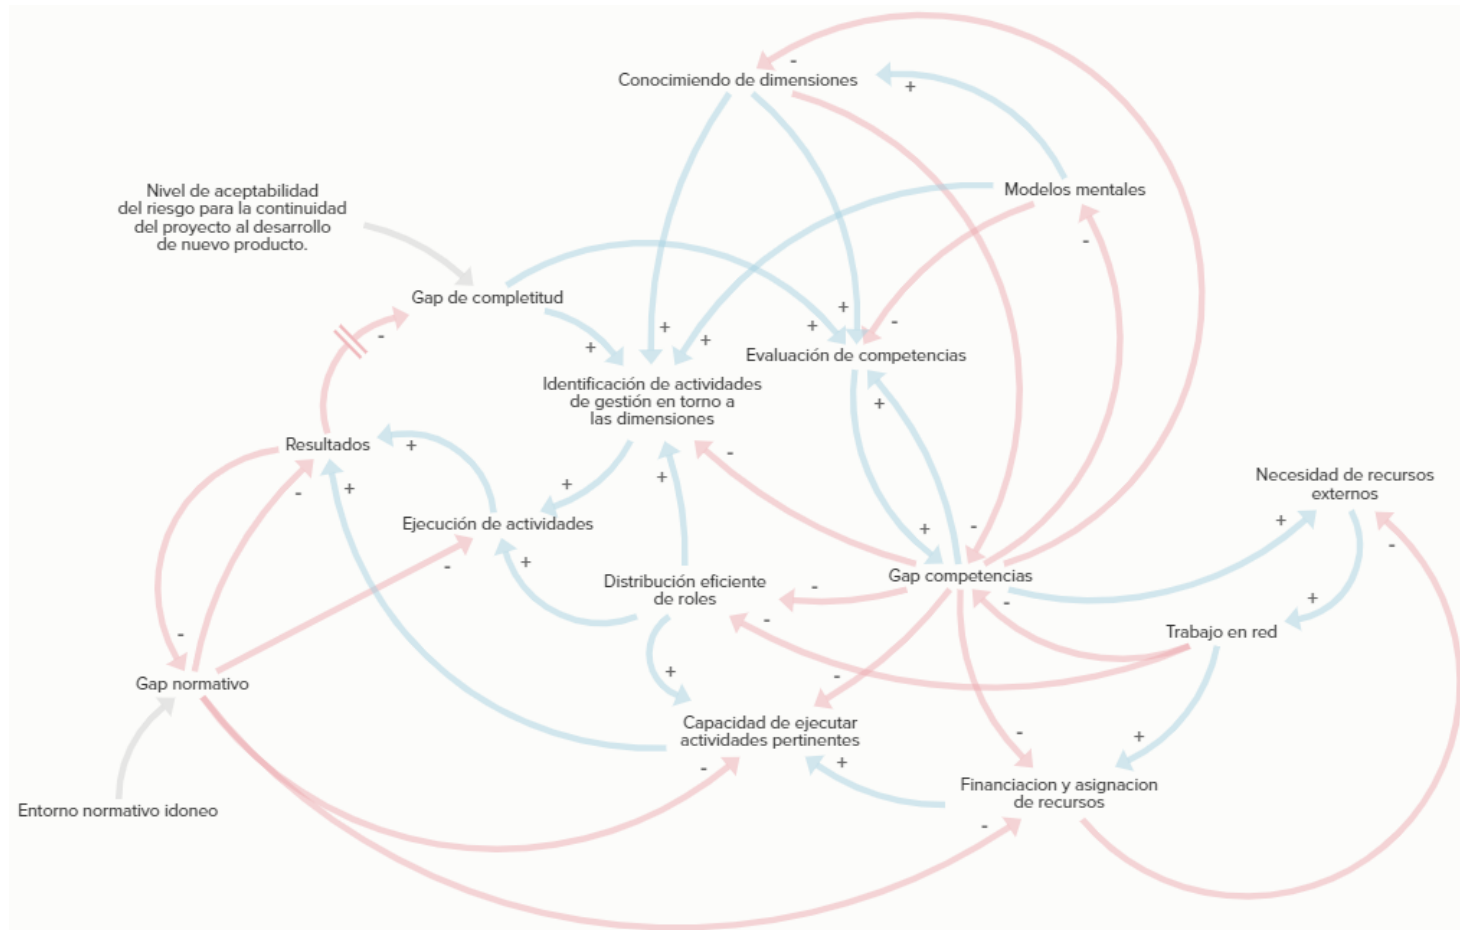 Conocimiendo de dimensiones
-
+
Modelos mentales
-
Nivel de aceptabilidad
del riesgo para la continuidad
del proyecto al desarrollo
de nuevo producto.
Gap de completitud
-
+
+
+
+
+
-
Evaluación de competencias
Identificación de actividades
de gestión en torno a
las dimensiones
+
Resultados
+
-
+
-
+
+
Necesidad de recursos
externos
Ejecución de actividades
-
+
+
-
+
-
Distribución eficiente
de roles
-
Gap competencias
-
+
-
Trabajo en red
-
Gap normativo
+
-
Capacidad de ejecutar
actividades pertinentes
-
+
-
+
Entorno normativo idoneo
Financiacion y asignacion
de recursos
-